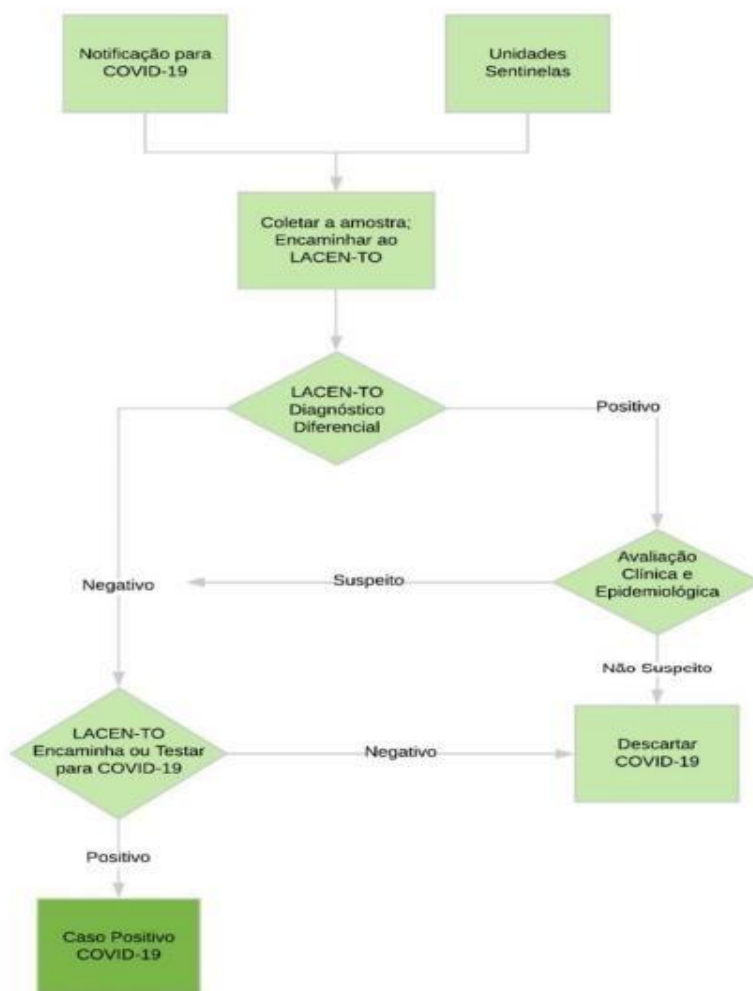 Notificação para
COVID-19
Unidades
Sentinelas
Coletar a amostra;
Encaminhar ao
LACEN-TO
LACEN-TO
Diagnóstico
Diferencial
Positivo
Avaliação
Clínica e
Epidemiológica
Suspeito
Negativo
Não Suspeito
LACEN-TO
Encaminha ou Testar
para COVID-19
Negativo
Descartar
COVID-19
Positivo
Caso Positivo
COVID-19